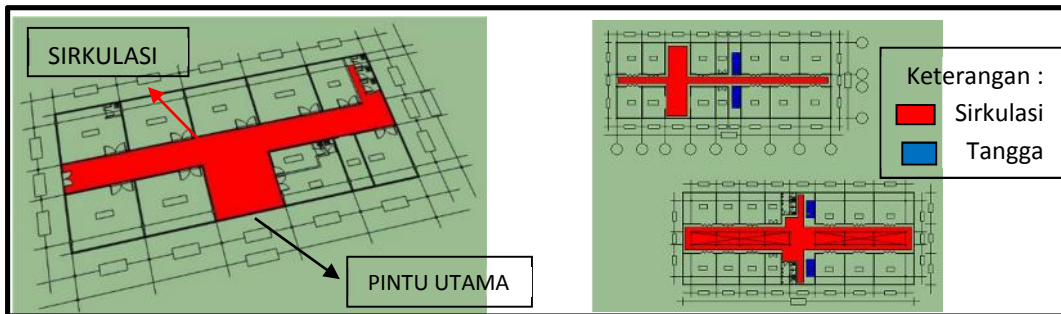 SIRKULASI
PINTU UTAMA
Keterangan :
Sirkulasi
Tangga